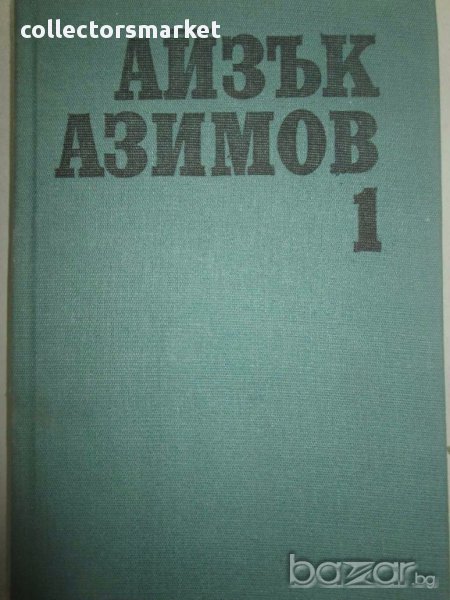 collectorsmarket
АЙЗЪК
АЗИМОВ
1
bazar.bg